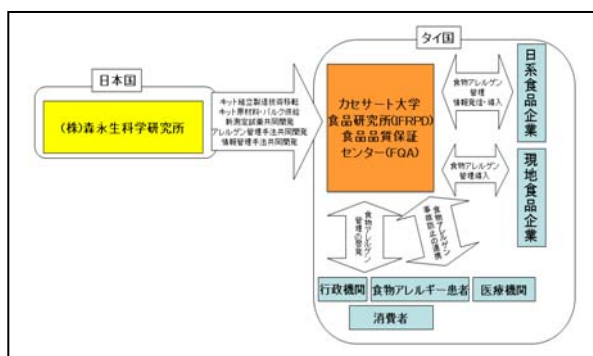 タイ国
日本国
(株)森永生科学研究所
キット組立製造技術移転
キット原材料・バルク供給
新測定試薬共同開発
アレルゲン管理手法共同開発
情報管理手法共同開発
カセサート大学
食品研究所(IFRPD)
食品品質保証
センター(FQA)
食物アレルゲン
管理
情報発信・導入
日系食品企業
食物アレルゲン
管理導入
現地食品企業
食物アレルゲン
管理の啓発
食物アレルゲン
事故防止の連携
行政機関
食物アレルギー患者
医療機関
消費者